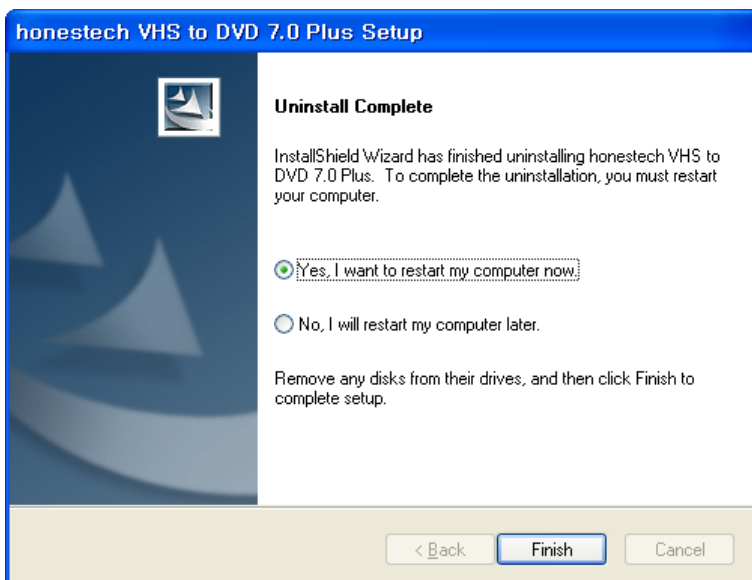 honestech VHS to DVD 7.0 Plus Setup
Uninstall Complete
InstallShield Wizard has finished uninstalling honestech VHS to
DVD 7.0 Plus. To complete the uninstallation, you must restart
your computer.
Yes, I want to restart my computer now.
No, I will restart my computer later.
Remove any disks from their drives, and then click Finish to
complete setup.
< Back
Finish
Cancel